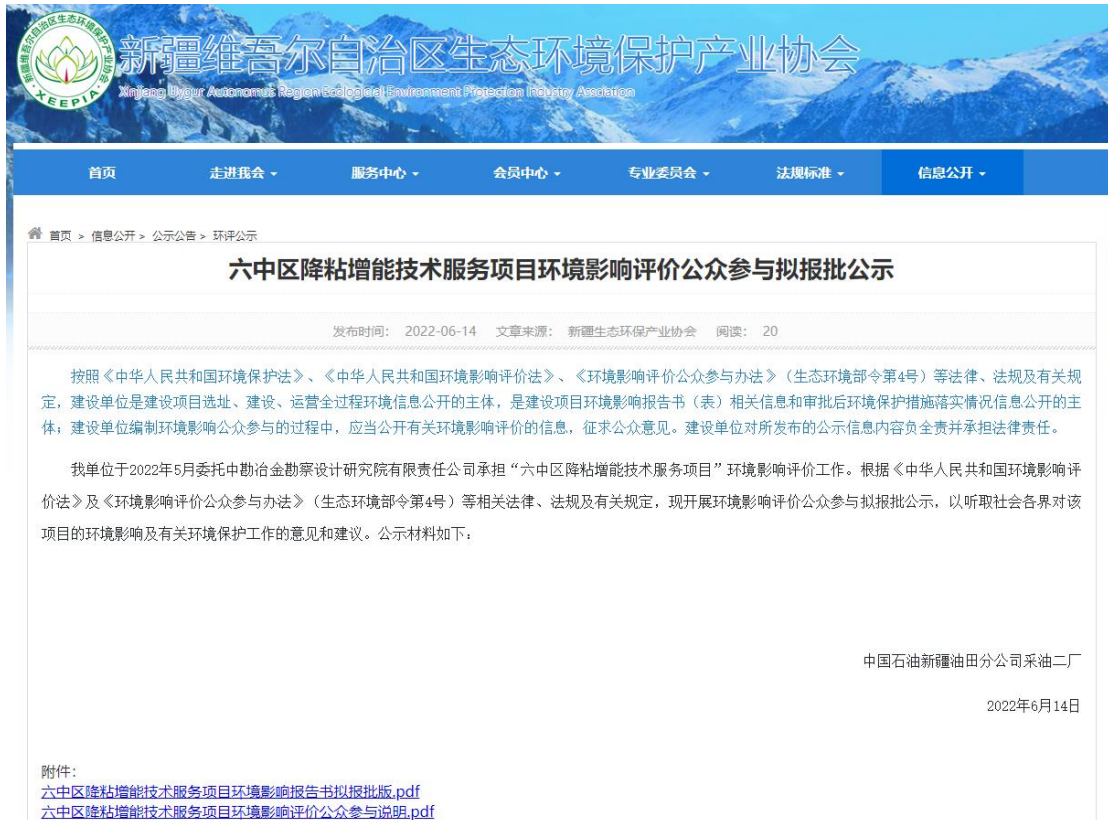 新疆维吾尔自治区生态环境保护产业协会
XEEPIA
新疆维吾尔自治区生态环境保护产业协会
Xinjiang Uygur Autonomus Region Ecological Environment Protection Industry Assciation
首页 走进我会 服务中心 会员中心 专业委员会 法规标准 信息公开
首页 > 信息公开 > 公示公告 > 环评公示
六中区降粘增能技术服务项目环境影响评价公众参与拟报批公示
发布时间： 2022-06-14 文章来源： 新疆生态环保产业协会 阅读： 20
按照《中华人民共和国环境保护法》、《中华人民共和国环境影响评价法》、《环境影响评价公众参与办法》（生态环境部令第4号）等法律、法规及有关规
定，建设单位是建设项目选址、建设、运营全过程环境信息公开的主体，是建设项目环境影响报告书（表）相关信息和审批后环境保护措施落实情况信息公开的主
体；建设单位编制环境影响公众参与的过程中，应当公开有关环境影响评价的信息，征求公众意见。建设单位对所发布的公示信息内容负全责并承担法律责任。
我单位于2022年5月委托中勘冶金勘察设计研究院有限责任公司承担“六中区降粘增能技术服务项目”环境影响评价工作。根据《中华人民共和国环境影响评
价法》及《环境影响评价公众参与办法》（生态环境部令第4号）等相关法律、法规及有关规定，现开展环境影响评价公众参与拟报批公示，以听取社会各界对该
项目的环境影响及有关环境保护工作的意见和建议。公示材料如下：
中国石油新疆油田分公司采油二厂
2022年6月14日
附件：
六中区降粘增能技术服务项目环境影响报告书拟报批版.pdf
六中区降粘增能技术服务项目环境影响评价公众参与说明.pdf